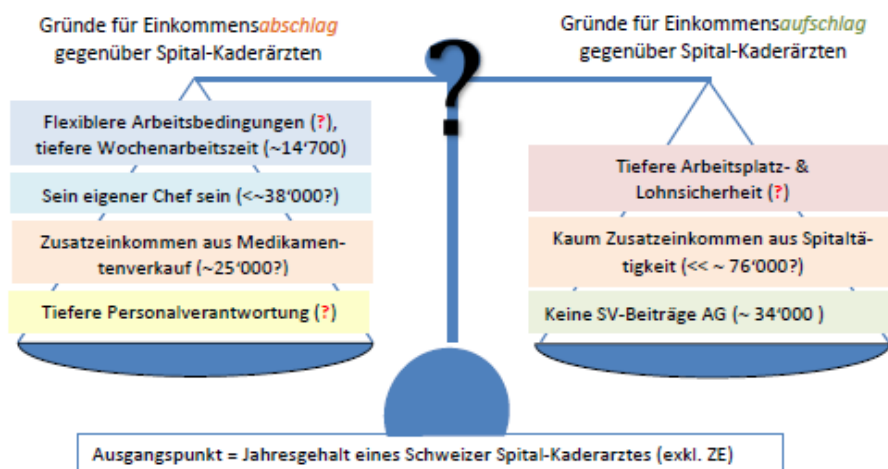 Gründe für Einkommensabschlag
gegenüber Spital-Kaderärzten
Flexiblere Arbeitsbedingungen (?),
tiefere Wochenarbeitszeit (~14'700)
Sein eigener Chef sein (<~38'000?)
Zusatzeinkommen aus Medikamen-
tenverkauf (~25'000?)
Tiefere Personalverantwortung (?)
?
Gründe für Einkommensaufschlag
gegenüber Spital-Kaderärzten
Tiefere Arbeitsplatz- &
Lohnsicherheit (?)
Kaum Zusatzeinkommen aus Spitaltä-
tigkeit (<< ~ 76'000?)
Keine SV-Beiträge AG (~ 34'000 )
Ausgangspunkt = Jahresgehalt eines Schweizer Spital-Kaderarztes (exkl. ZE)